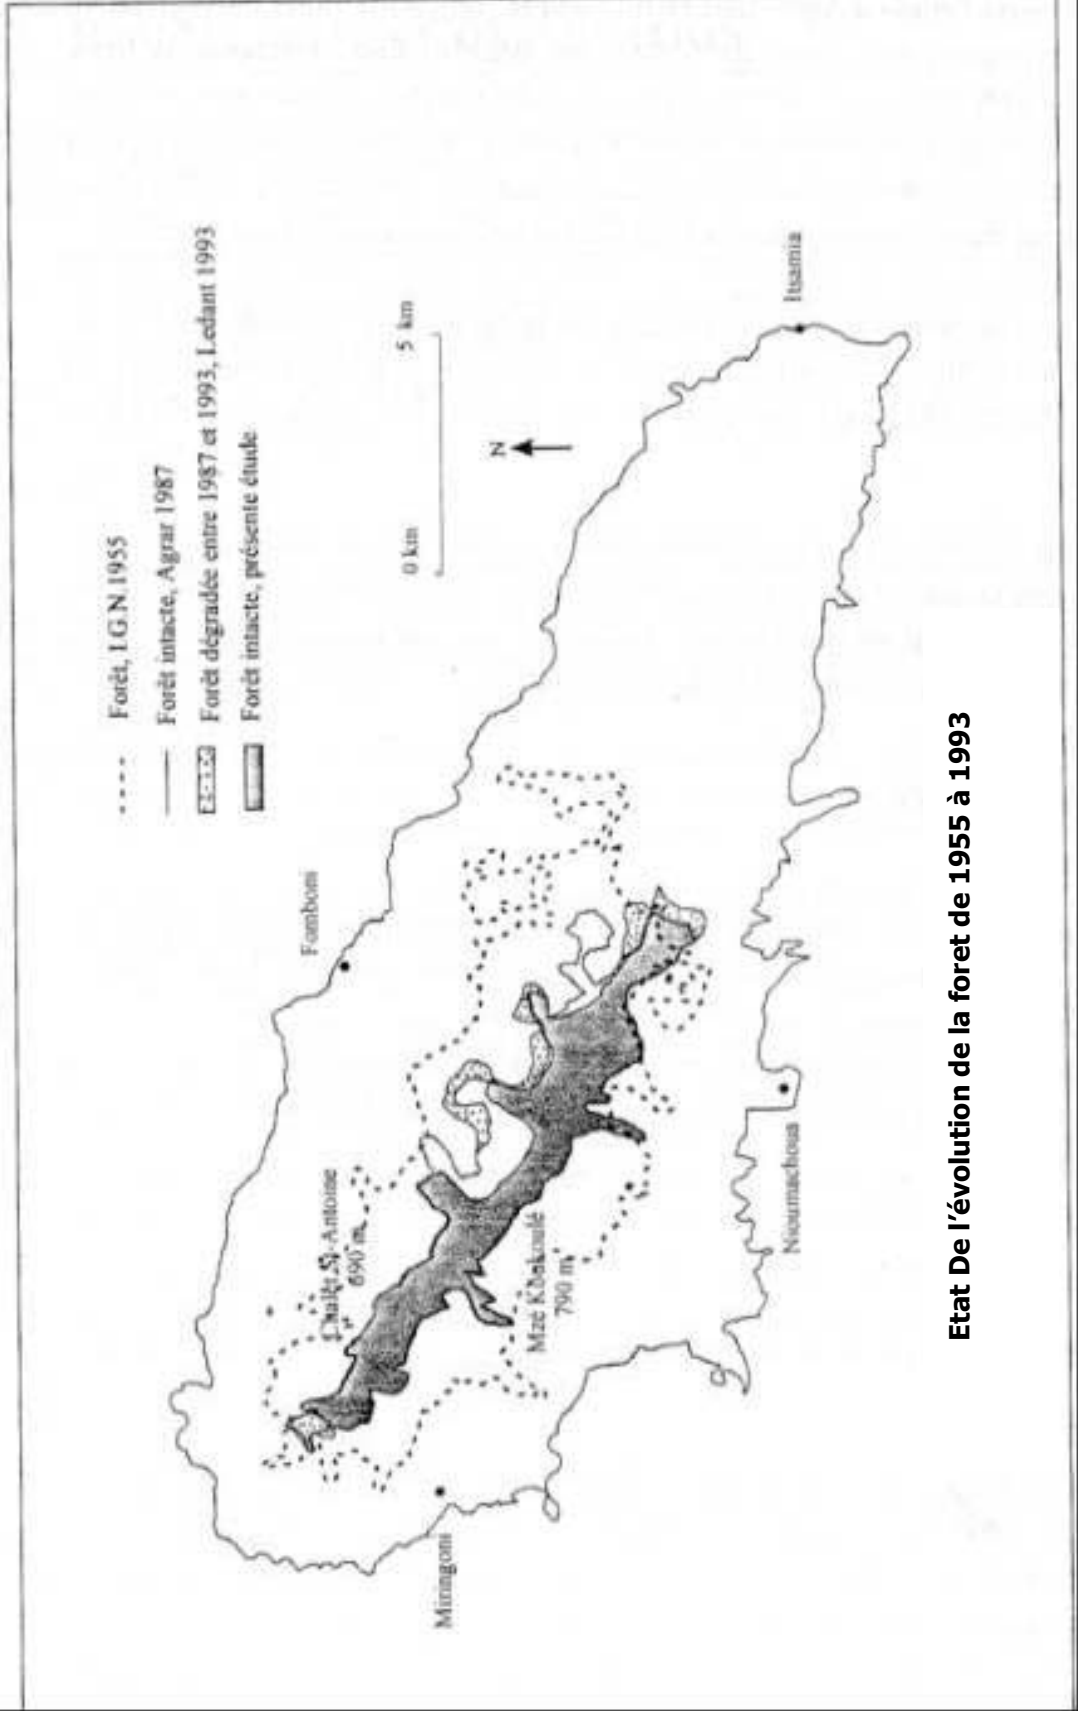 Forêt, I.G.N.1955
Forêt intacte, Agrar 1987
Forêt dégradée entre 1987 et 1993, Ledant 1993
Forêt intacte, présente étude
0 km
5 km
N
Fomboni
Itsamia
Chalet St-Antoine
690 m
Mzé Koukoulé
790 m
Miringoni
Nioumachoua
Etat De l’évolution de la foret de 1955 à 1993